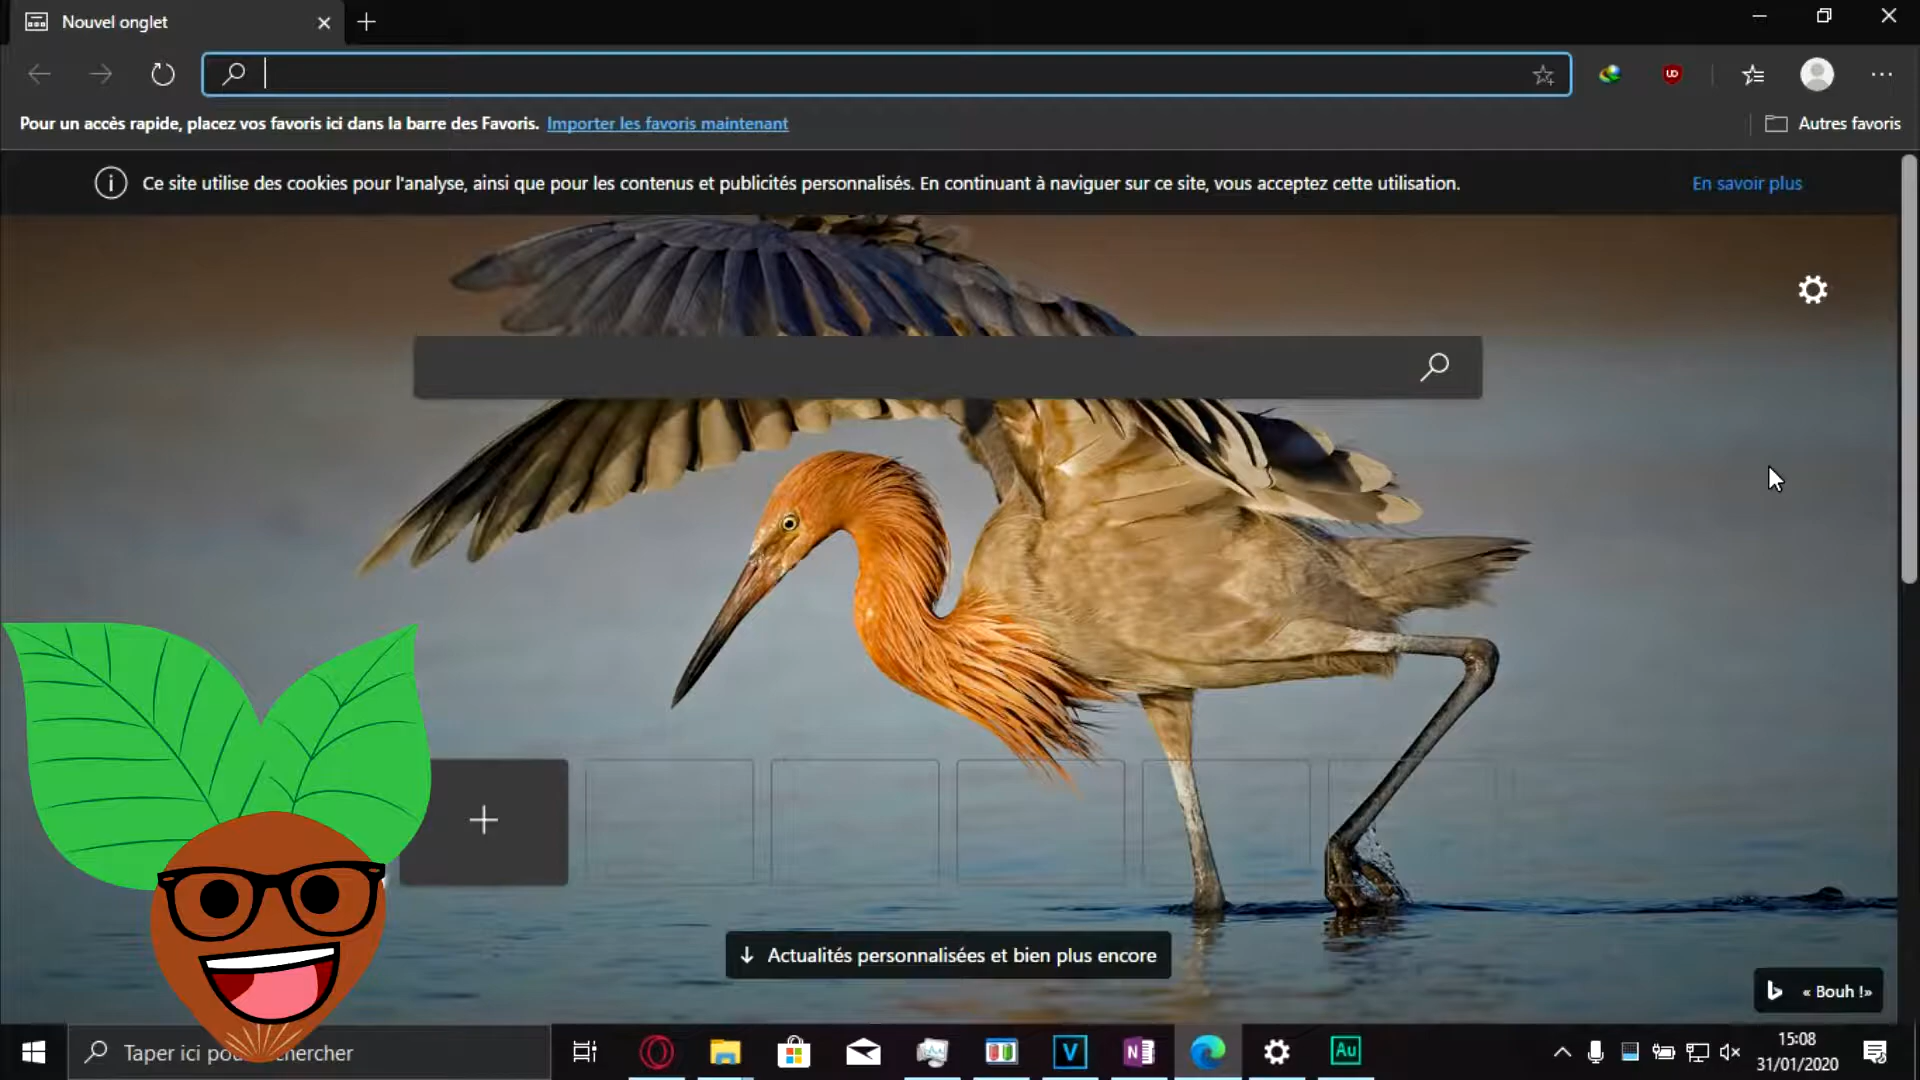 Nouvel onglet
Pour un accès rapide, placez vos favoris ici dans la barre des Favoris. Importer les favoris maintenant
Autres favoris
Ce site utilise des cookies pour l'analyse, ainsi que pour les contenus et publicités personnalisés. En continuant à naviguer sur ce site, vous acceptez cette utilisation. En savoir plus
Actualités personnalisées et bien plus encore
« Bouh !»
Taper ici po hercher
V
N
Au
15:08
31/01/2020